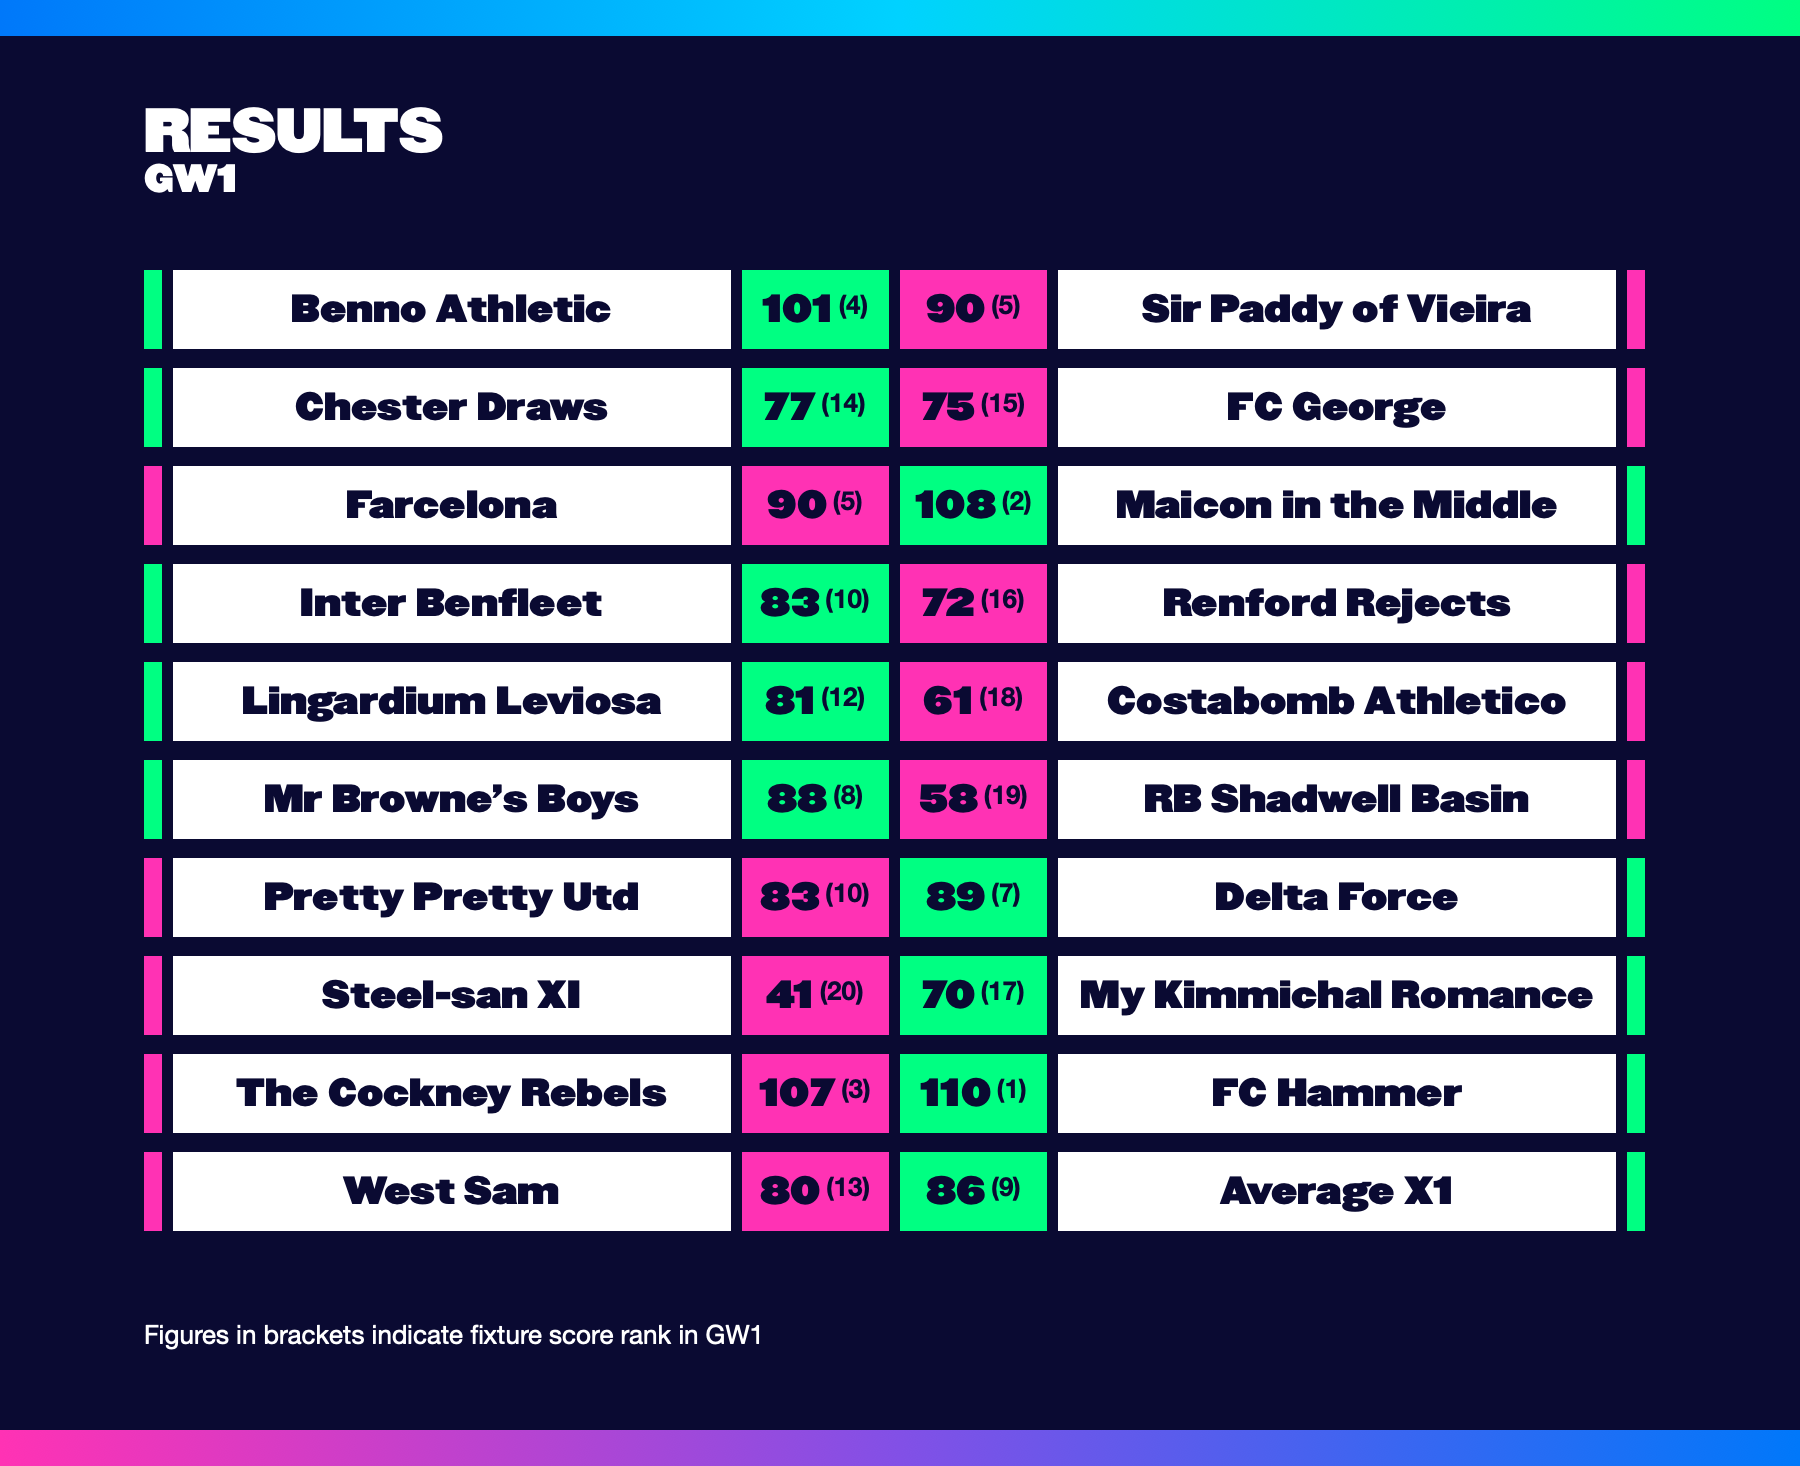 RESULTS
GW1
Benno Athletic 101 (4) 90 (5) Sir Paddy of Vieira
Chester Draws 77 (14) 75 (15) FC George
Farcelona 90 (5) 108 (2) Maicon in the Middle
Inter Benfleet 83 (10) 72 (16) Renford Rejects
Lingardium Leviosa 81 (12) 61 (18) Costabomb Athletico
Mr Browne’s Boys 88 (8) 58 (19) RB Shadwell Basin
Pretty Pretty Utd 83 (10) 89 (7) Delta Force
Steel-san XI 41 (20) 70 (17) My Kimmichal Romance
The Cockney Rebels 107 (3) 110 (1) FC Hammer
West Sam 80 (13) 86 (9) Average X1
Figures in brackets indicate fixture score rank in GW1